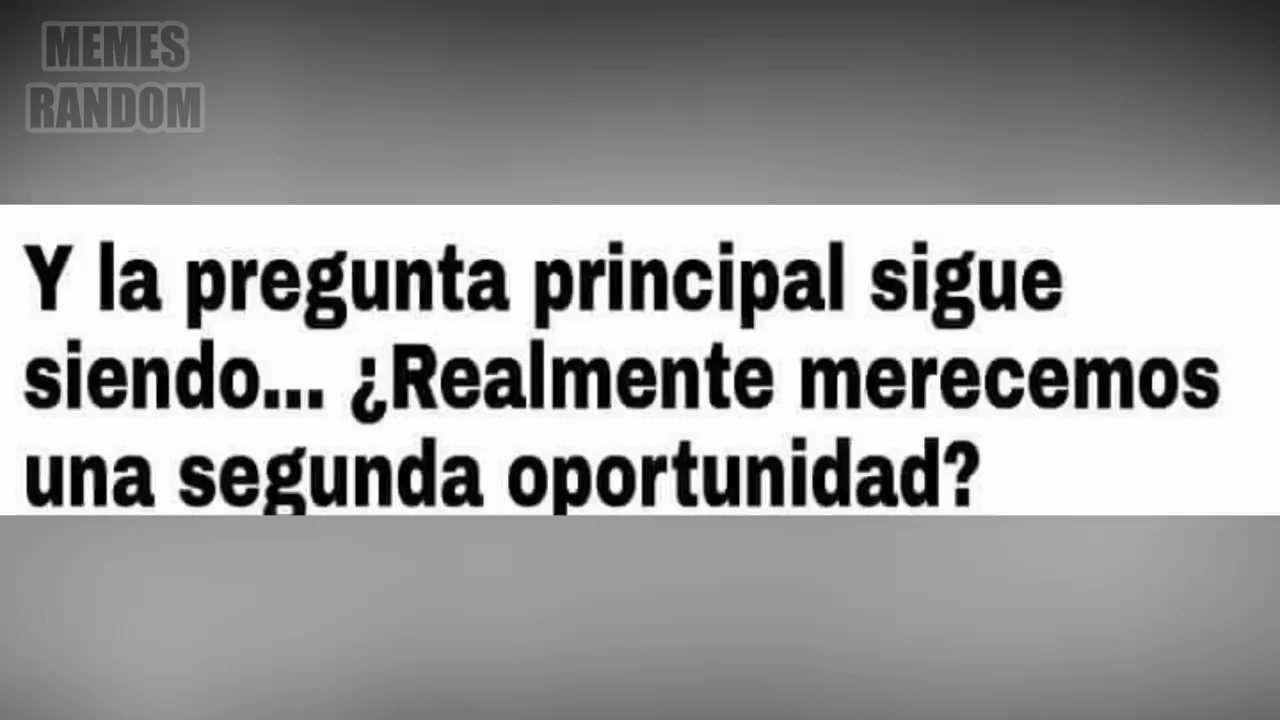 MEMES
RANDOM
Y la pregunta principal sigue
siendo... ¿Realmente merecemos
una segunda oportunidad?